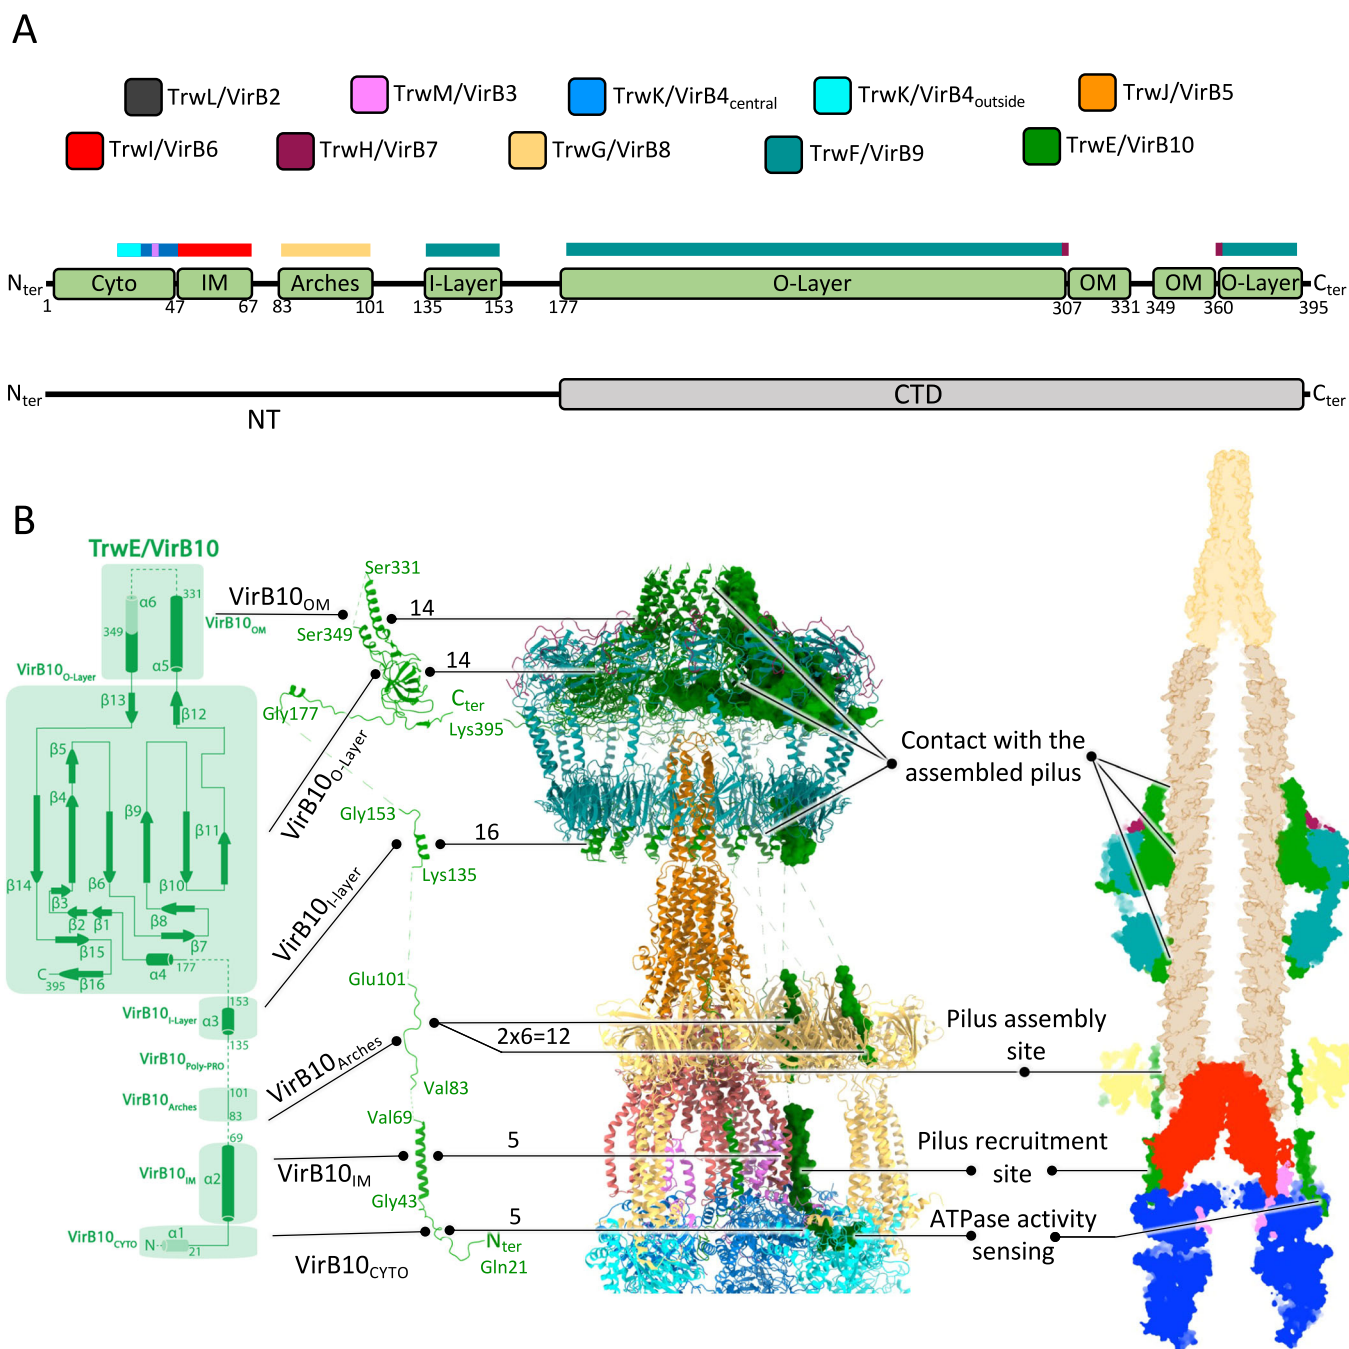 A
TrwL/VirB2
TrwM/VirB3
TrwK/VirB4central
TrwK/VirB4outside
TrwJ/VirB5
TrwI/VirB6
TrwH/VirB7
TrwG/VirB8
TrwF/VirB9
TrwE/VirB10
Nter Cyto IM Arches I-Layer O-Layer OM OM O-Layer Cter
1 47 67 83 101 135 153 177 307 331 349 360 395
Nter CTD Cter
NT
B
TrwE/VirB10
α6
331
349
VirB10OM
α5
VirB10O-Layer
β13
β12
β5
β4
β9
β11
β14
β6
β10
β3
β2
β1
β8
β7
β15
α4
177
C
395
β16
153
VirB10I-Layer
α3
135
VirB10Poly-PRO
101
VirB10Arches
83
69
VirB10IM
α2
VirB10CYTO
α1
N
21
VirB10OM
Ser331
14
Ser349
14
Gly177
Cter
Lys395
VirB10O-Layer
Gly153
16
Lys135
VirB10I-layer
Glu101
2x6=12
VirB10Arches
Val83
Val69
5
VirB10IM
Gly43
5
Nter
Gln21
VirB10CYTO
Contact with the
assembled pilus
Pilus assembly
site
Pilus recruitment
site
ATPase activity
sensing